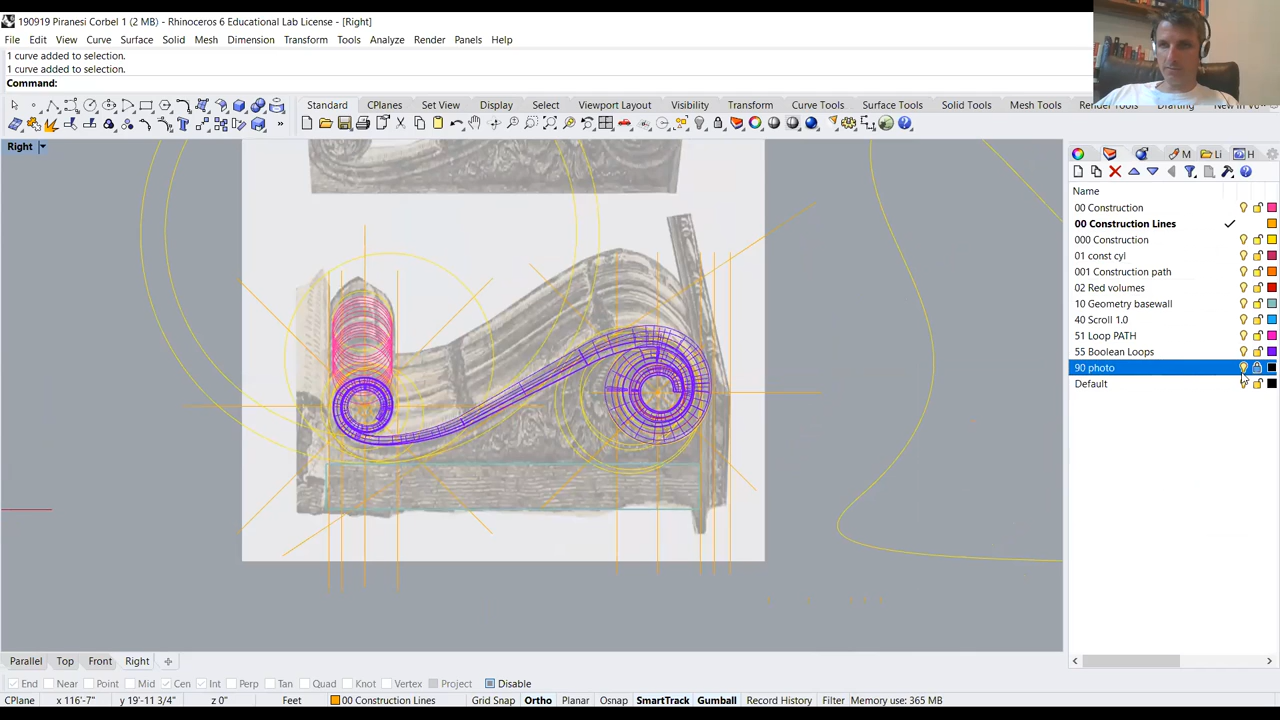 190919 Piranesi Corbel 1 (2 MB) - Rhinoceros 6 Educational Lab License - [Right]
File Edit View Curve Surface Solid Mesh Dimension Transform Tools Analyze Render Panels Help
1 curve added to selection.
1 curve added to selection.
Command:
Standard CPlanes Set View Display Select Viewport Layout Visibility Transform Curve Tools Surface Tools Solid Tools Mesh Tools Render Tools Drafting New in V
Right
M Li H
Name
00 Construction
00 Construction Lines
000 Construction
01 const cyl
001 Construction path
02 Red volumes
10 Geometry basewall
40 Scroll 1.0
51 Loop PATH
55 Boolean Loops
90 photo
Default
Parallel Top Front Right
End Near Point Mid Cen Int Perp Tan Quad Knot Vertex Project Disable
CPlane x 116'-7" y 19'-11 3/4" z 0" Feet 00 Construction Lines Grid Snap Ortho Planar Osnap SmartTrack Gumball Record History Filter Memory use: 365 MB